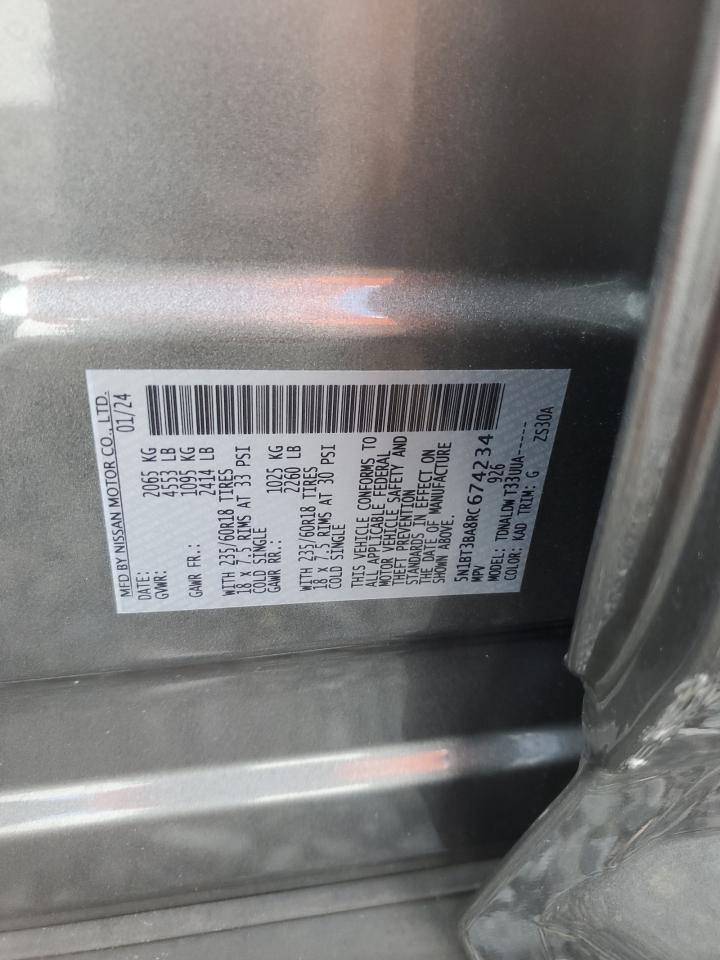 MFD BY NISSAN MOTOR CO., LTD.
DATE: 01/24
GVWR: 2065 KG
4553 LB
GAWR FR.: 1095 KG
2414 LB
WITH 235/60R18 TIRES
18 x 7.5 RIMS AT 33 PSI
COLD SINGLE
GAWR RR.: 1025 KG
2260 LB
WITH 235/60R18 TIRES
18 x 7.5 RIMS AT 30 PSI
COLD SINGLE
THIS VEHICLE CONFORMS TO
ALL APPLICABLE FEDERAL
MOTOR VEHICLE SAFETY AND
THEFT PREVENTION
STANDARDS IN EFFECT ON
THE DATE OF MANUFACTURE
SHOWN ABOVE.
5N1BT3BA8RC674234
MPV 926
MODEL: TDNALDW T33UUA-----
COLOR: KAD TRIM: G ZS30A